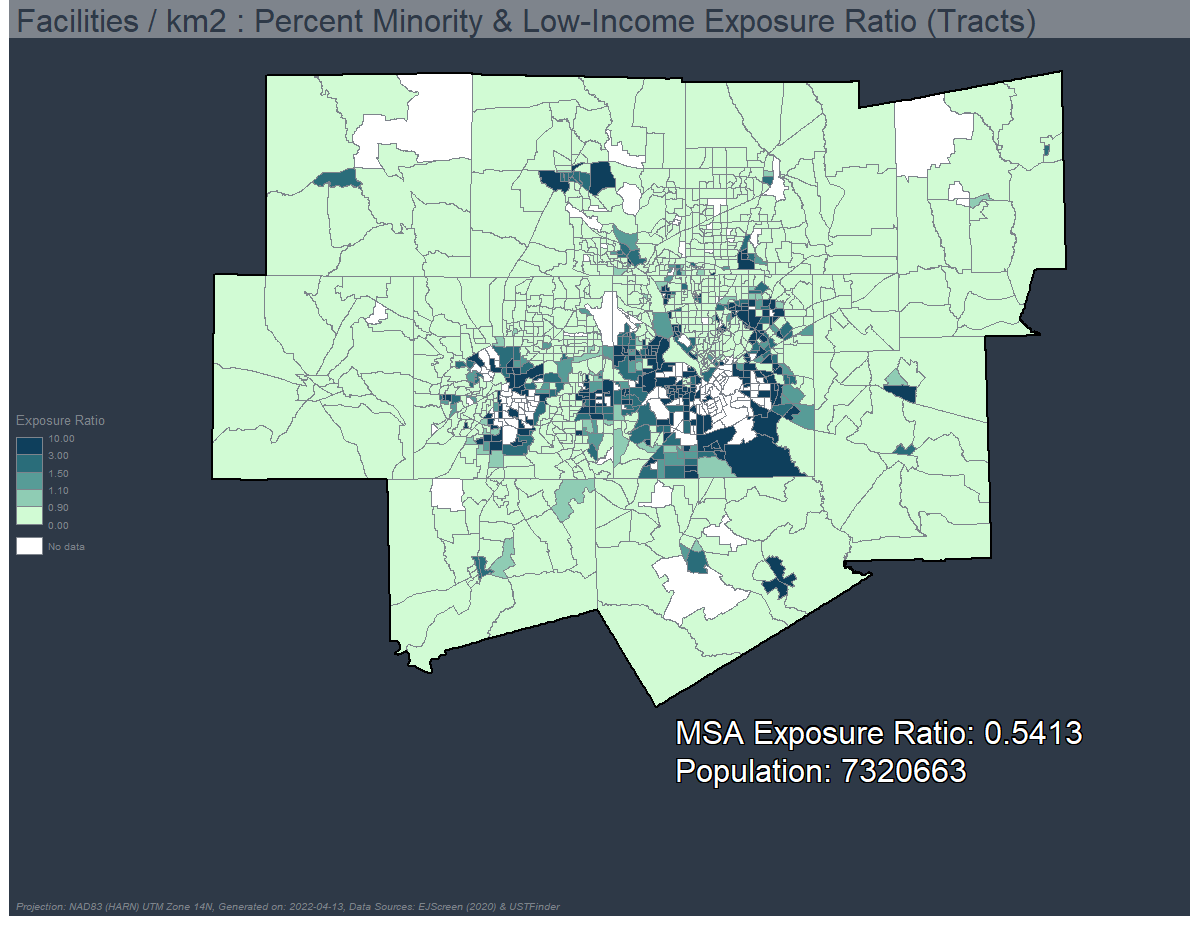 Facilities / km2 : Percent Minority & Low-Income Exposure Ratio (Tracts)
Exposure Ratio
10.00
3.00
1.50
1.10
0.90
0.00
No data
MSA Exposure Ratio: 0.5413
Population: 7320663
Projection: NAD83 (HARN) UTM Zone 14N, Generated on: 2022-04-13, Data Sources: EJScreen (2020) & USTFinder